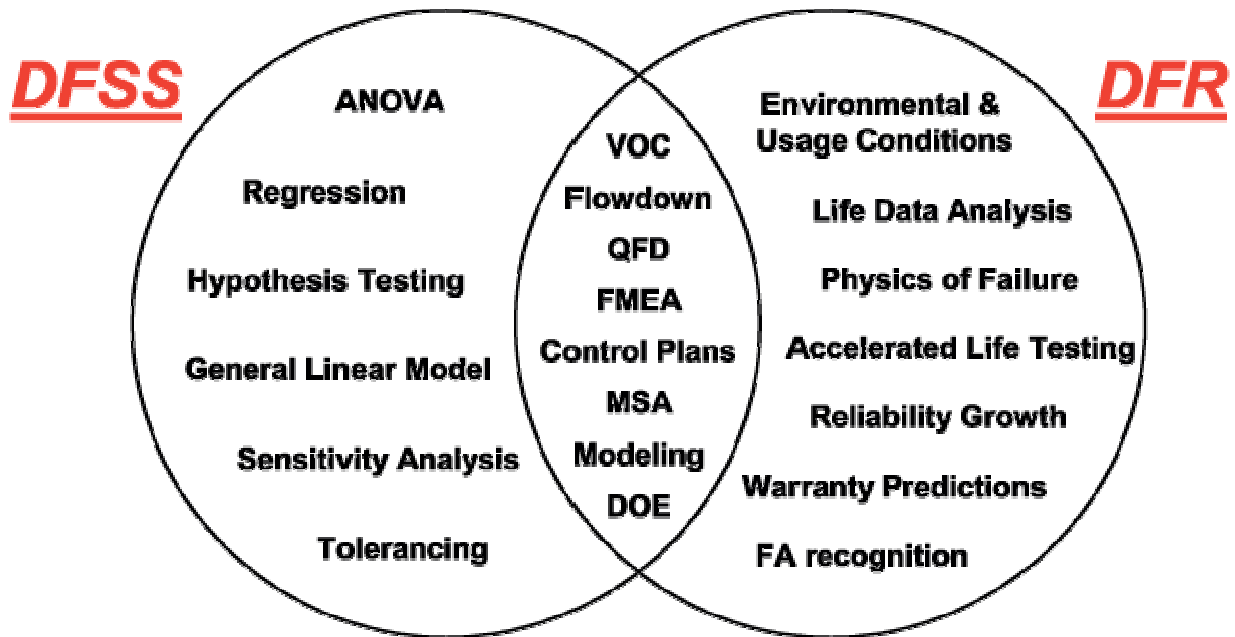 DFSS
ANOVA
Regression
Hypothesis Testing
General Linear Model
Sensitivity Analysis
Tolerancing
VOC
Flowdown
QFD
FMEA
Control Plans
MSA
Modeling
DOE
DFR
Environmental &
Usage Conditions
Life Data Analysis
Physics of Failure
Accelerated Life Testing
Reliability Growth
Warranty Predictions
FA recognition